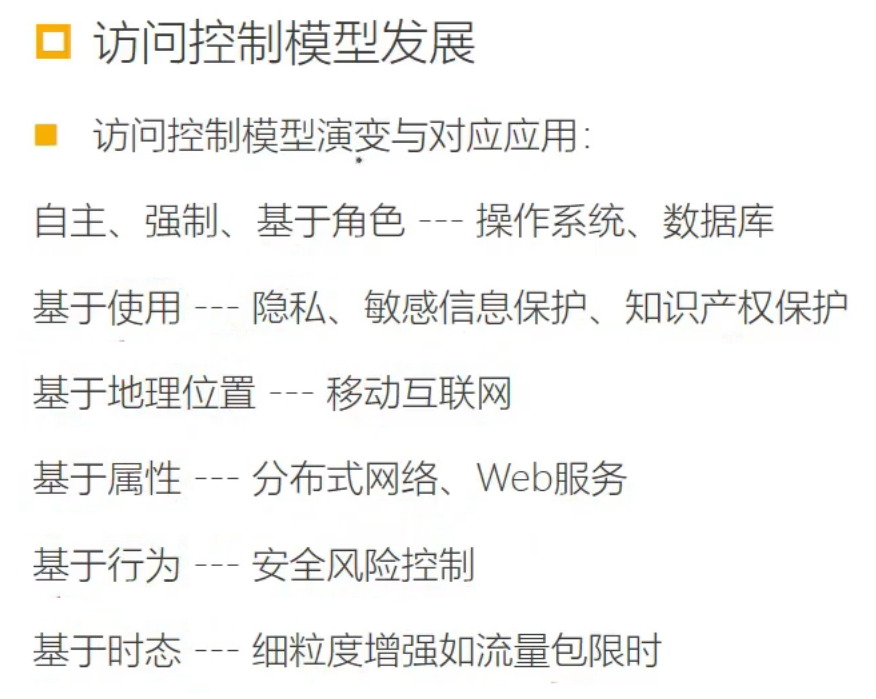 访问控制模型发展
访问控制模型演变与对应应用：
自主、强制、基于角色 --- 操作系统、数据库
基于使用 --- 隐私、敏感信息保护、知识产权保护
基于地理位置 --- 移动互联网
基于属性 --- 分布式网络、Web服务
基于行为 --- 安全风险控制
基于时态 --- 细粒度增强如流量包限时